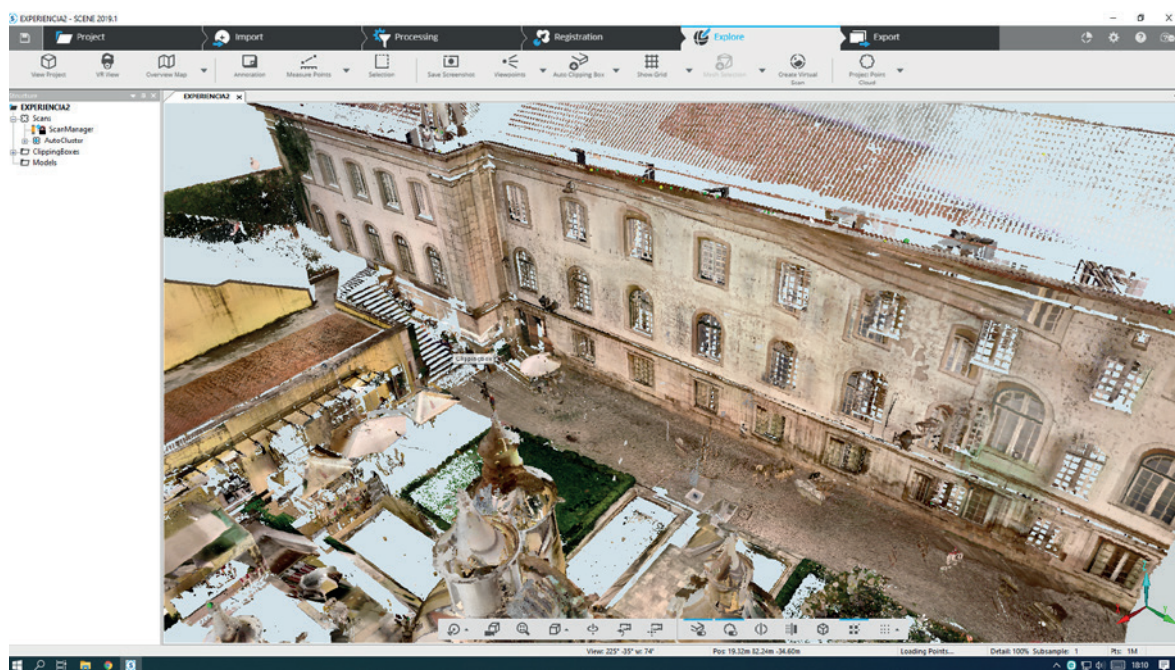 EXPERIENCIA2 - SCENE 2019.1
Project
Import
Processing
Registration
Explore
Export
View Project
VR View
Overview Map
Annotation
Measure Points
Selection
Save Screenshot
Viewpoints
Auto Clipping Box
Show Grid
Mesh Selection
Create Virtual
Scan
Project Point
Cloud
Structure
EXPERIENCIA2
EXPERIENCIA2
Scans
ScanManager
AutoCluster
ClippingBoxes
Models
View: 225° -35° w: 74°
Pos: 19.32m 82.24m -34.60m
Loading Points...
Detail: 100% Subsample: 1
Pts: 1M
18:10